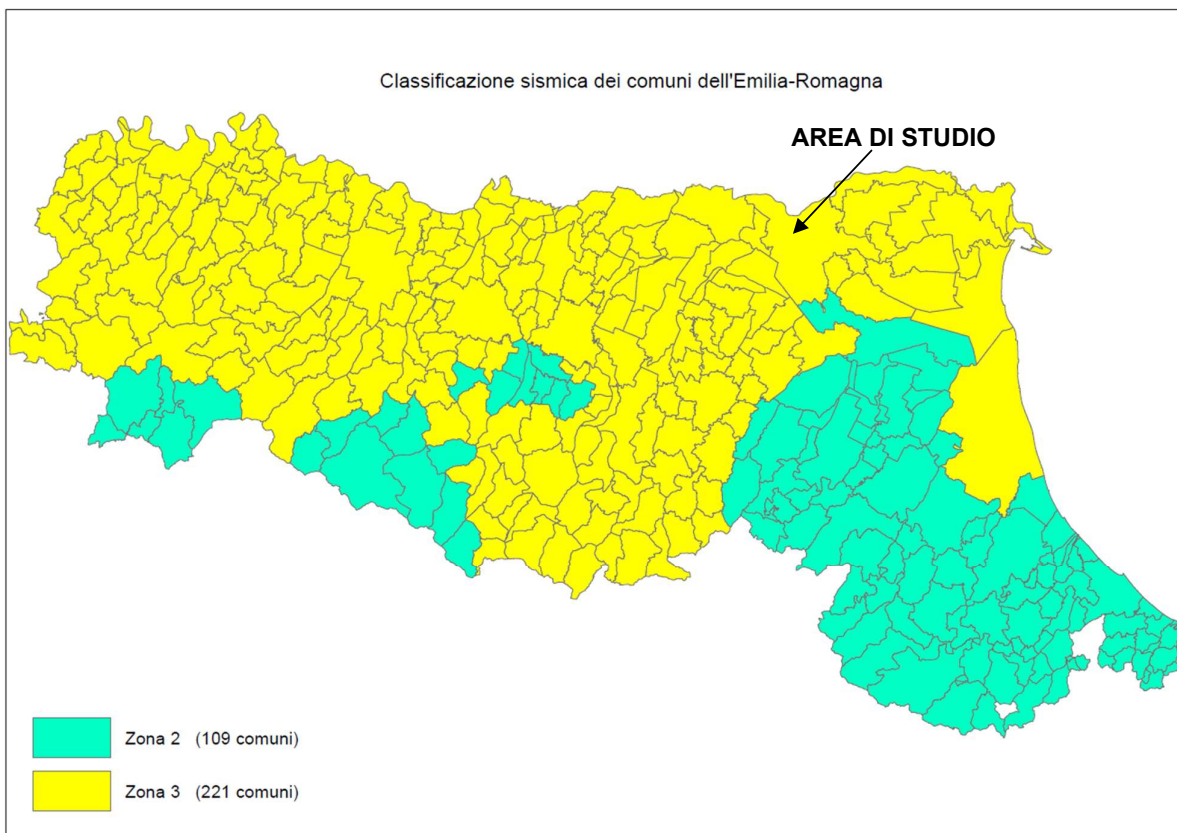 Classificazione sismica dei comuni dell'Emilia-Romagna
AREA DI STUDIO
Zona 2 (109 comuni)
Zona 3 (221 comuni)